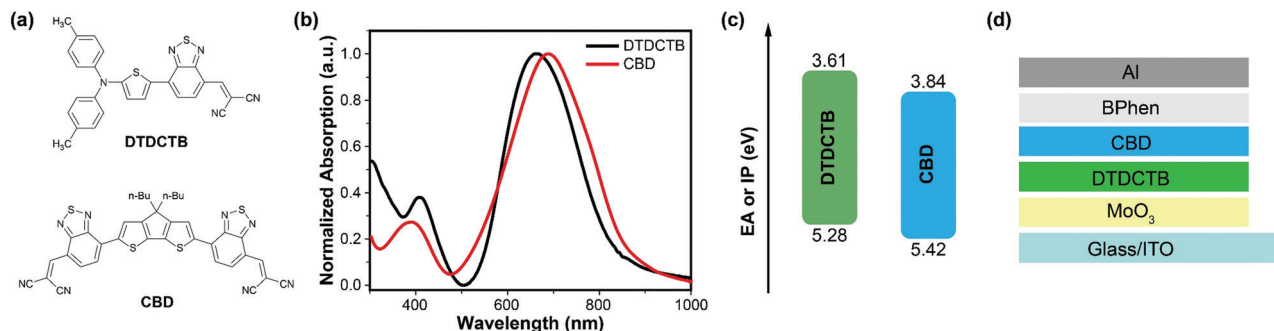 (a)
H₃C
S
N
N
N
S
CN
NC
H₃C
DTDCTB
n-Bu
n-Bu
S
S
N
N
N
N
S
S
NC
CN
NC
CN
CBD
(b)
Normalized Absorption (a.u.)
1.0
0.8
0.6
0.4
0.2
0.0
DTDCTB
CBD
400
600
800
1000
Wavelength (nm)
(c)
EA or IP (eV)
3.61
DTDCTB
5.28
3.84
CBD
5.42
(d)
Al
BPhen
CBD
DTDCTB
MoO₃
Glass/ITO